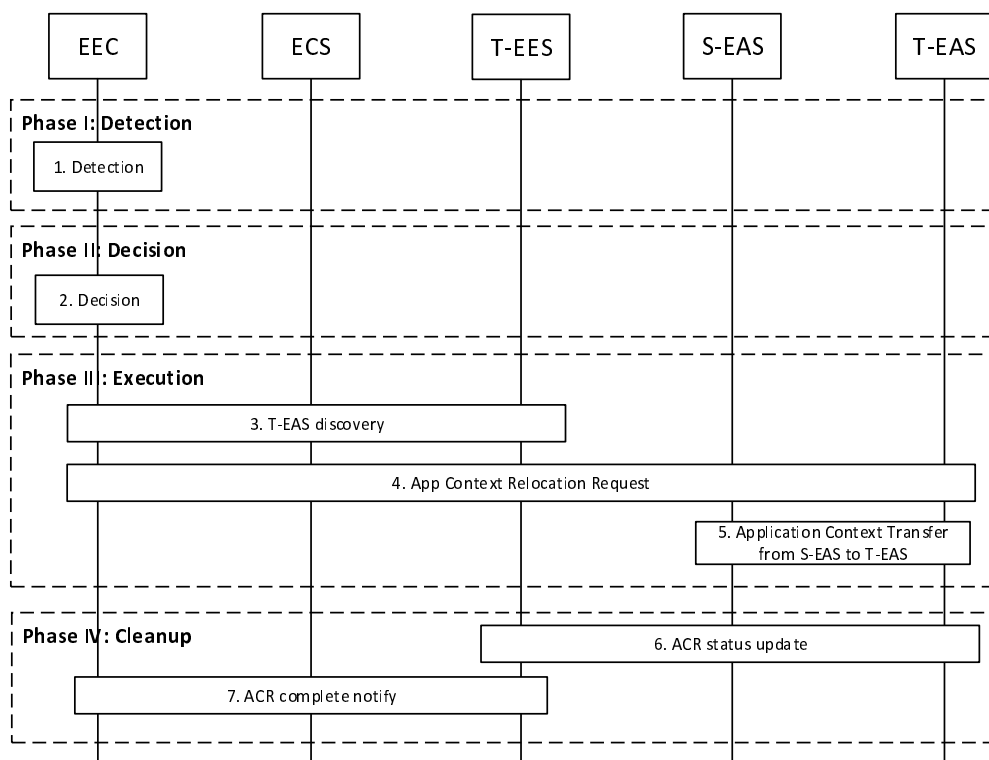 EEC
ECS
T-EES
S-EAS
T-EAS
Phase I: Detection
1. Detection
Phase II: Decision
2. Decision
Phase III: Execution
3. T-EAS discovery
4. App Context Relocation Request
5. Application Context Transfer
from S-EAS to T-EAS
Phase IV: Cleanup
6. ACR status update
7. ACR complete notify